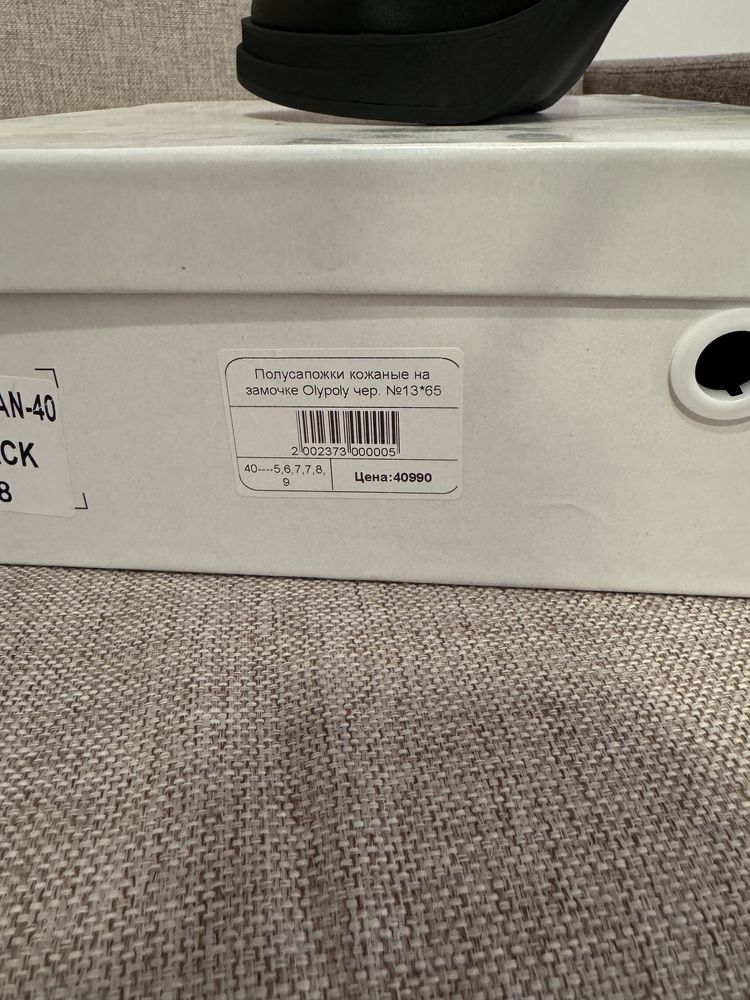 Полусапожки кожаные на
замочке Olypoly чер. №13*65
2 002373 000005
40----5,6,7,7,8,
9
Цена:40990
AN-40
CK
8